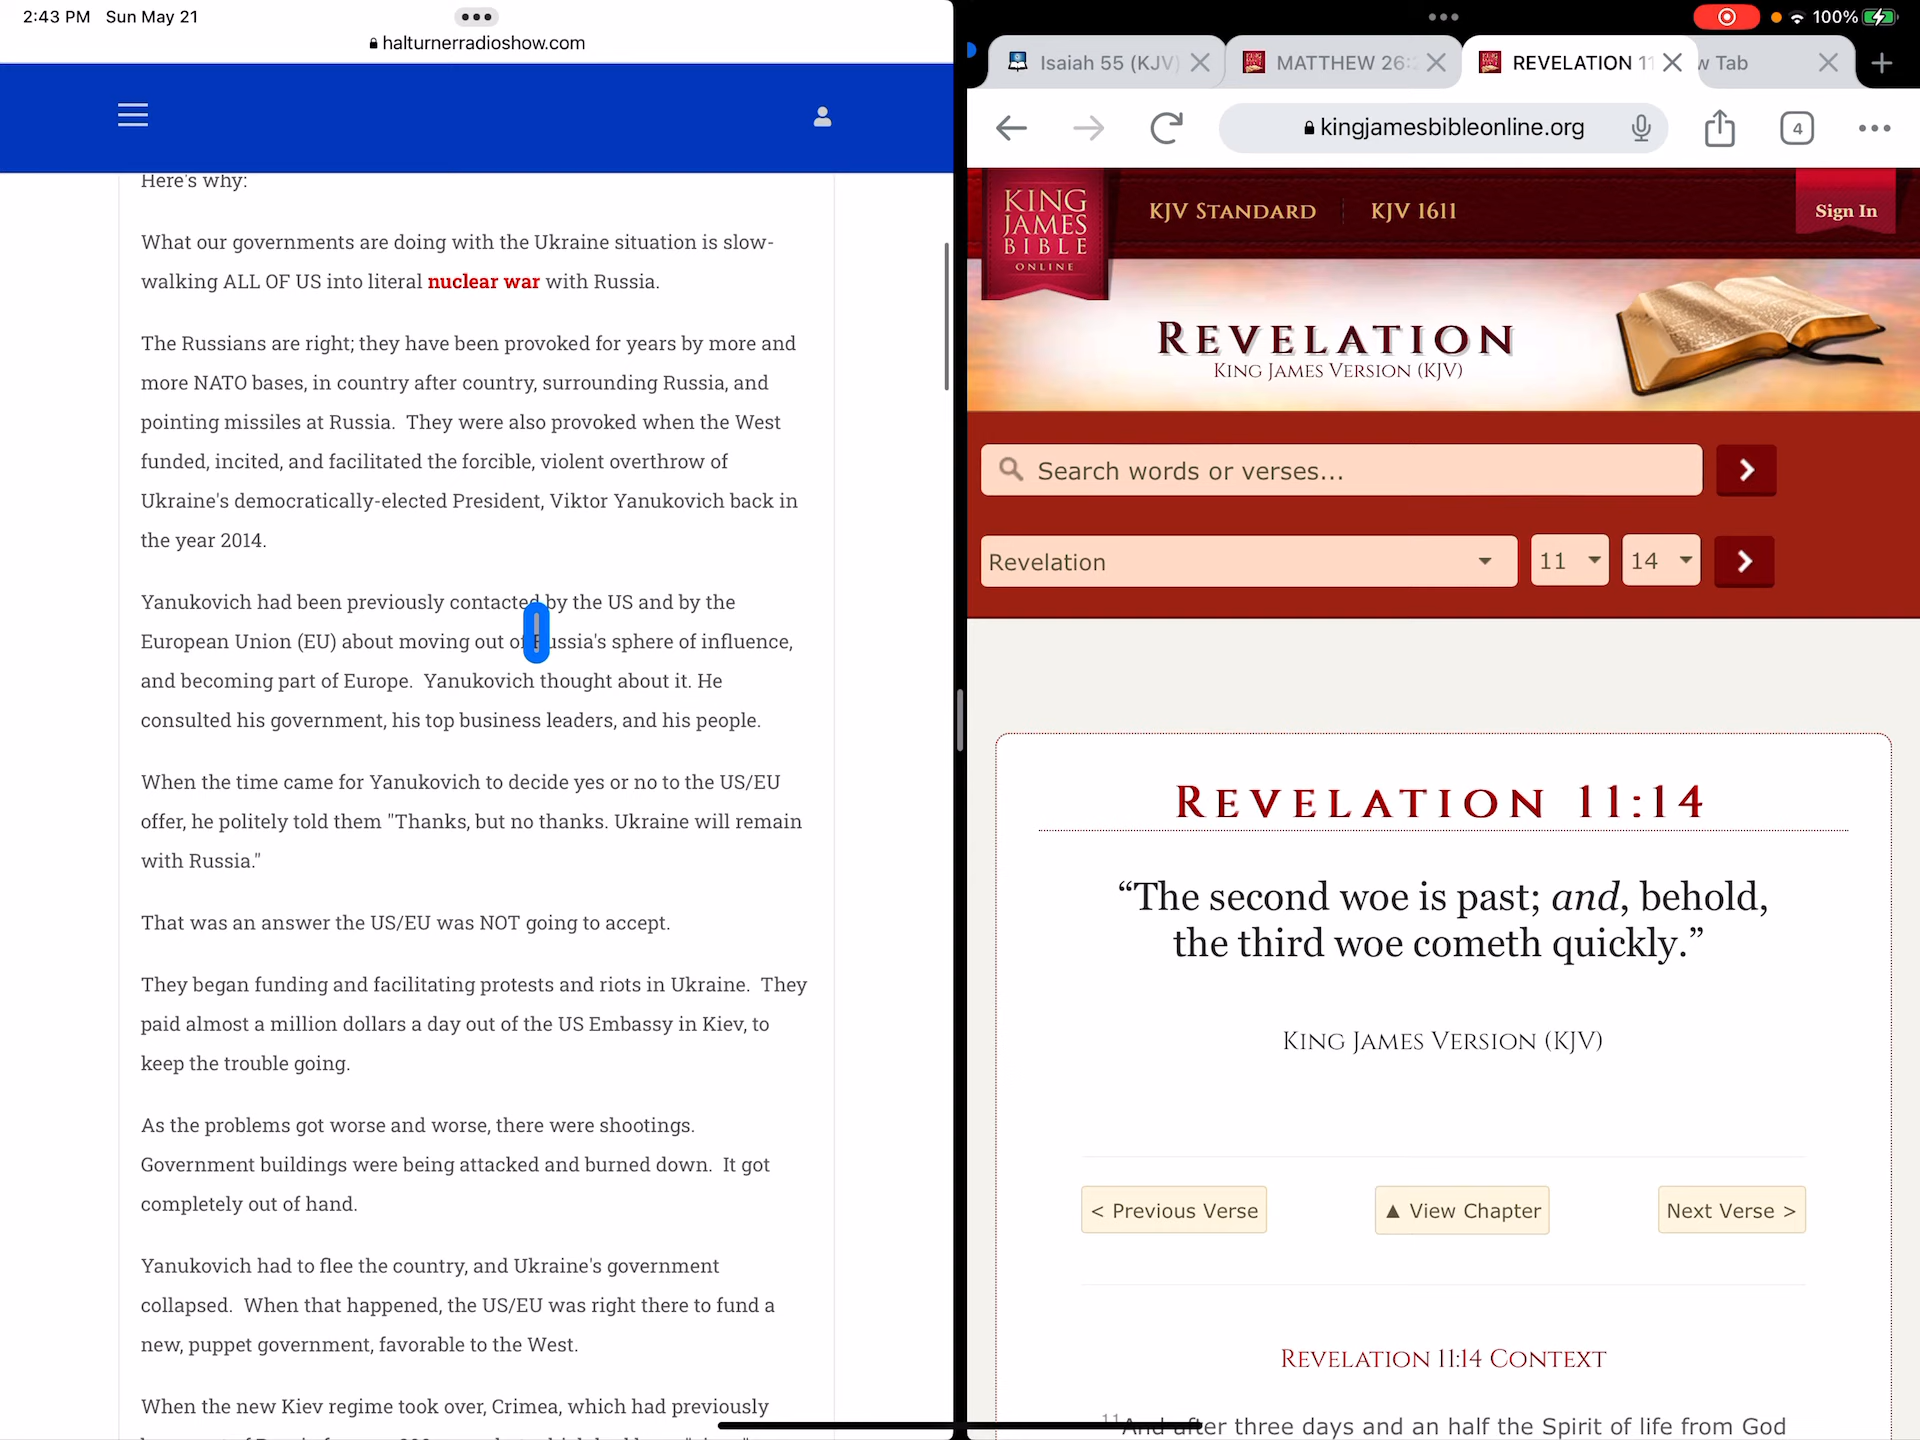 2:43 PM Sun May 21
halturnerradioshow.com
Here's why:
What our governments are doing with the Ukraine situation is slow-
walking ALL OF US into literal nuclear war with Russia.
The Russians are right; they have been provoked for years by more and
more NATO bases, in country after country, surrounding Russia, and
pointing missiles at Russia. They were also provoked when the West
funded, incited, and facilitated the forcible, violent overthrow of
Ukraine's democratically-elected President, Viktor Yanukovich back in
the year 2014.
Yanukovich had been previously contacted by the US and by the
European Union (EU) about moving out of Russia's sphere of influence,
and becoming part of Europe. Yanukovich thought about it. He
consulted his government, his top business leaders, and his people.
When the time came for Yanukovich to decide yes or no to the US/EU
offer, he politely told them "Thanks, but no thanks. Ukraine will remain
with Russia."
That was an answer the US/EU was NOT going to accept.
They began funding and facilitating protests and riots in Ukraine. They
paid almost a million dollars a day out of the US Embassy in Kiev, to
keep the trouble going.
As the problems got worse and worse, there were shootings.
Government buildings were being attacked and burned down. It got
completely out of hand.
Yanukovich had to flee the country, and Ukraine's government
collapsed. When that happened, the US/EU was right there to fund a
new, puppet government, favorable to the West.
When the new Kiev regime took over, Crimea, which had previously
100%
Isaiah 55 (KJV)
MATTHEW 26:
REVELATION 11
w Tab
kingjamesbibleonline.org
4
KING
JAMES
BIBLE
ONLINE
KJV STANDARD
KJV 1611
Sign In
REVELATION
KING JAMES VERSION (KJV)
Search words or verses...
Revelation
11
14
REVELATION 11:14
“The second woe is past; and, behold,
the third woe cometh quickly.”
KING JAMES VERSION (KJV)
< Previous Verse
▲ View Chapter
Next Verse >
REVELATION 11:14 CONTEXT
11And after three days and an half the Spirit of life from God